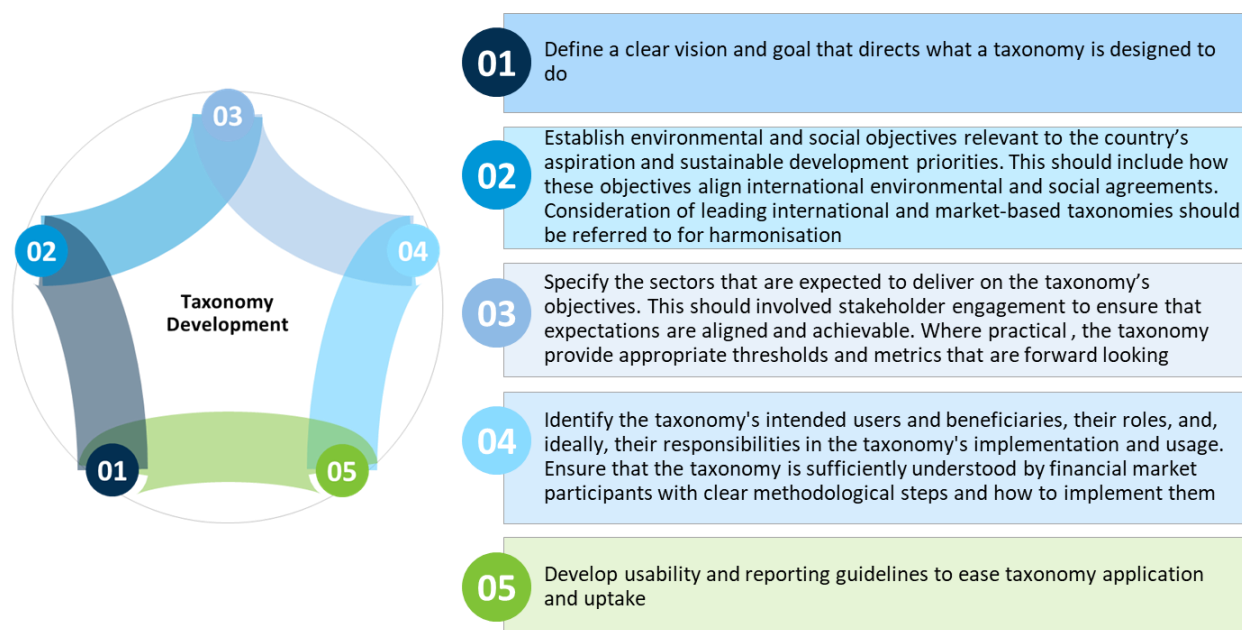 03
02
04
Taxonomy
Development
01
05
01
Define a clear vision and goal that directs what a taxonomy is designed to
do
02
Establish environmental and social objectives relevant to the country's
aspiration and sustainable development priorities. This should include how
these objectives align international environmental and social agreements.
Consideration of leading international and market-based taxonomies should
be referred to for harmonisation
03
Specify the sectors that are expected to deliver on the taxonomy's
objectives. This should involved stakeholder engagement to ensure that
expectations are aligned and achievable. Where practical , the taxonomy
provide appropriate thresholds and metrics that are forward looking
04
Identify the taxonomy's intended users and beneficiaries, their roles, and,
ideally, their responsibilities in the taxonomy's implementation and usage.
Ensure that the taxonomy is sufficiently understood by financial market
participants with clear methodological steps and how to implement them
05
Develop usability and reporting guidelines to ease taxonomy application
and uptake